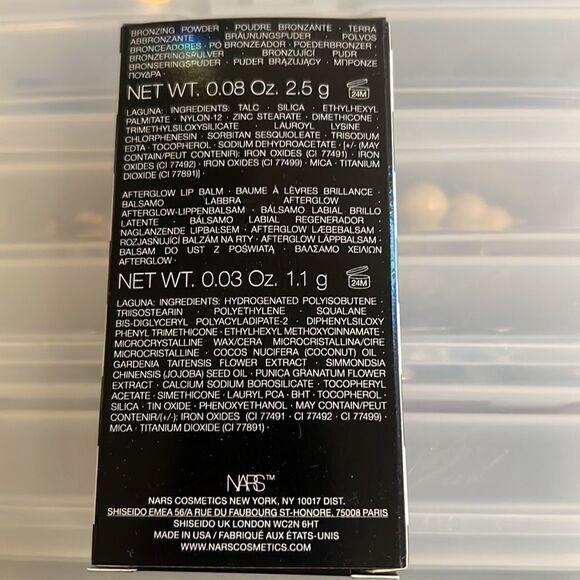 BRONZING POWDER · POUDRE BRONZANTE · TERRA
ABBRONZANTE · BRÄUNUNGSPUDER · POLVOS
BRONCEADORES · PÓ BRONZEADOR · POEDERBRONZER ·
BRONZERINGSPULVER · BRONZUJÍCÍ PUDR ·
BRONSERINGSPUDER · PUDER BRĄZUJĄCY · ΜΠΡΟΝΖΕ
ΠΟΥΔΡΑ ·
NET WT. 0.08 Oz. 2.5 g 24M
LAGUNA: INGREDIENTS: TALC · SILICA · ETHYLHEXYL
PALMITATE · NYLON-12 · ZINC STEARATE · DIMETHICONE ·
TRIMETHYLSILOXYSILICATE · LAUROYL LYSINE ·
CHLORPHENESIN · SORBITAN SESQUIOLEATE · TRISODIUM
EDTA · TOCOPHEROL · SODIUM DEHYDROACETATE · [+/- (MAY
CONTAIN/PEUT CONTENIR): IRON OXIDES (CI 77491) · IRON
OXIDES (CI 77492) · IRON OXIDES (CI 77499) · MICA · TITANIUM
DIOXIDE (CI 77891)]
AFTERGLOW LIP BALM · BAUME À LÈVRES BRILLANCE ·
BALSAMO LABBRA AFTERGLOW ·
AFTERGLOW-LIPPENBALSAM · BÁLSAMO LABIAL BRILLO
LATENTE · BÁLSAMO LABIAL REGENERADOR ·
NAGLANZENDE LIPBALSEM · AFTERGLOW LÆBEBALSAM ·
ROZJASŇUJÍCÍ BALZÁM NA RTY · AFTERGLOW LÄPPBALSAM ·
BALSAM DO UST Z POŚWIATĄ · ΒΑΛΣΑΜΟ ΧΕΙΛΙΩΝ
AFTERGLOW ·
NET WT. 0.03 Oz. 1.1 g 24M
LAGUNA: INGREDIENTS: HYDROGENATED POLYISOBUTENE ·
TRIISOSTEARIN · POLYETHYLENE · SQUALANE ·
BIS-DIGLYCERYL POLYACYLADIPATE-2 · DIPHENYLSILOXY
PHENYL TRIMETHICONE · ETHYLHEXYL METHOXYCINNAMATE ·
MICROCRYSTALLINE WAX/CERA MICROCRISTALLINA/CIRE
MICROCRISTALLINE · COCOS NUCIFERA (COCONUT) OIL ·
GARDENIA TAITENSIS FLOWER EXTRACT · SIMMONDSIA
CHINENSIS (JOJOBA) SEED OIL · PUNICA GRANATUM FLOWER
EXTRACT · CALCIUM SODIUM BOROSILICATE · TOCOPHERYL
ACETATE · SIMETHICONE · LAURYL PCA · BHT · TOCOPHEROL ·
SILICA · TIN OXIDE · PHENOXYETHANOL · MAY CONTAIN/PEUT
CONTENIR/(+/-): IRON OXIDES (CI 77491 · CI 77492 · CI 77499) ·
MICA · TITANIUM DIOXIDE (CI 77891) ·
NARS™
NARS COSMETICS NEW YORK, NY 10017 DIST.
SHISEIDO EMEA 56/A RUE DU FAUBOURG ST-HONORE, 75008 PARIS
SHISEIDO UK LONDON WC2N 6HT
MADE IN USA / FABRIQUÉ AUX ÉTATS-UNIS
WWW.NARSCOSMETICS.COM